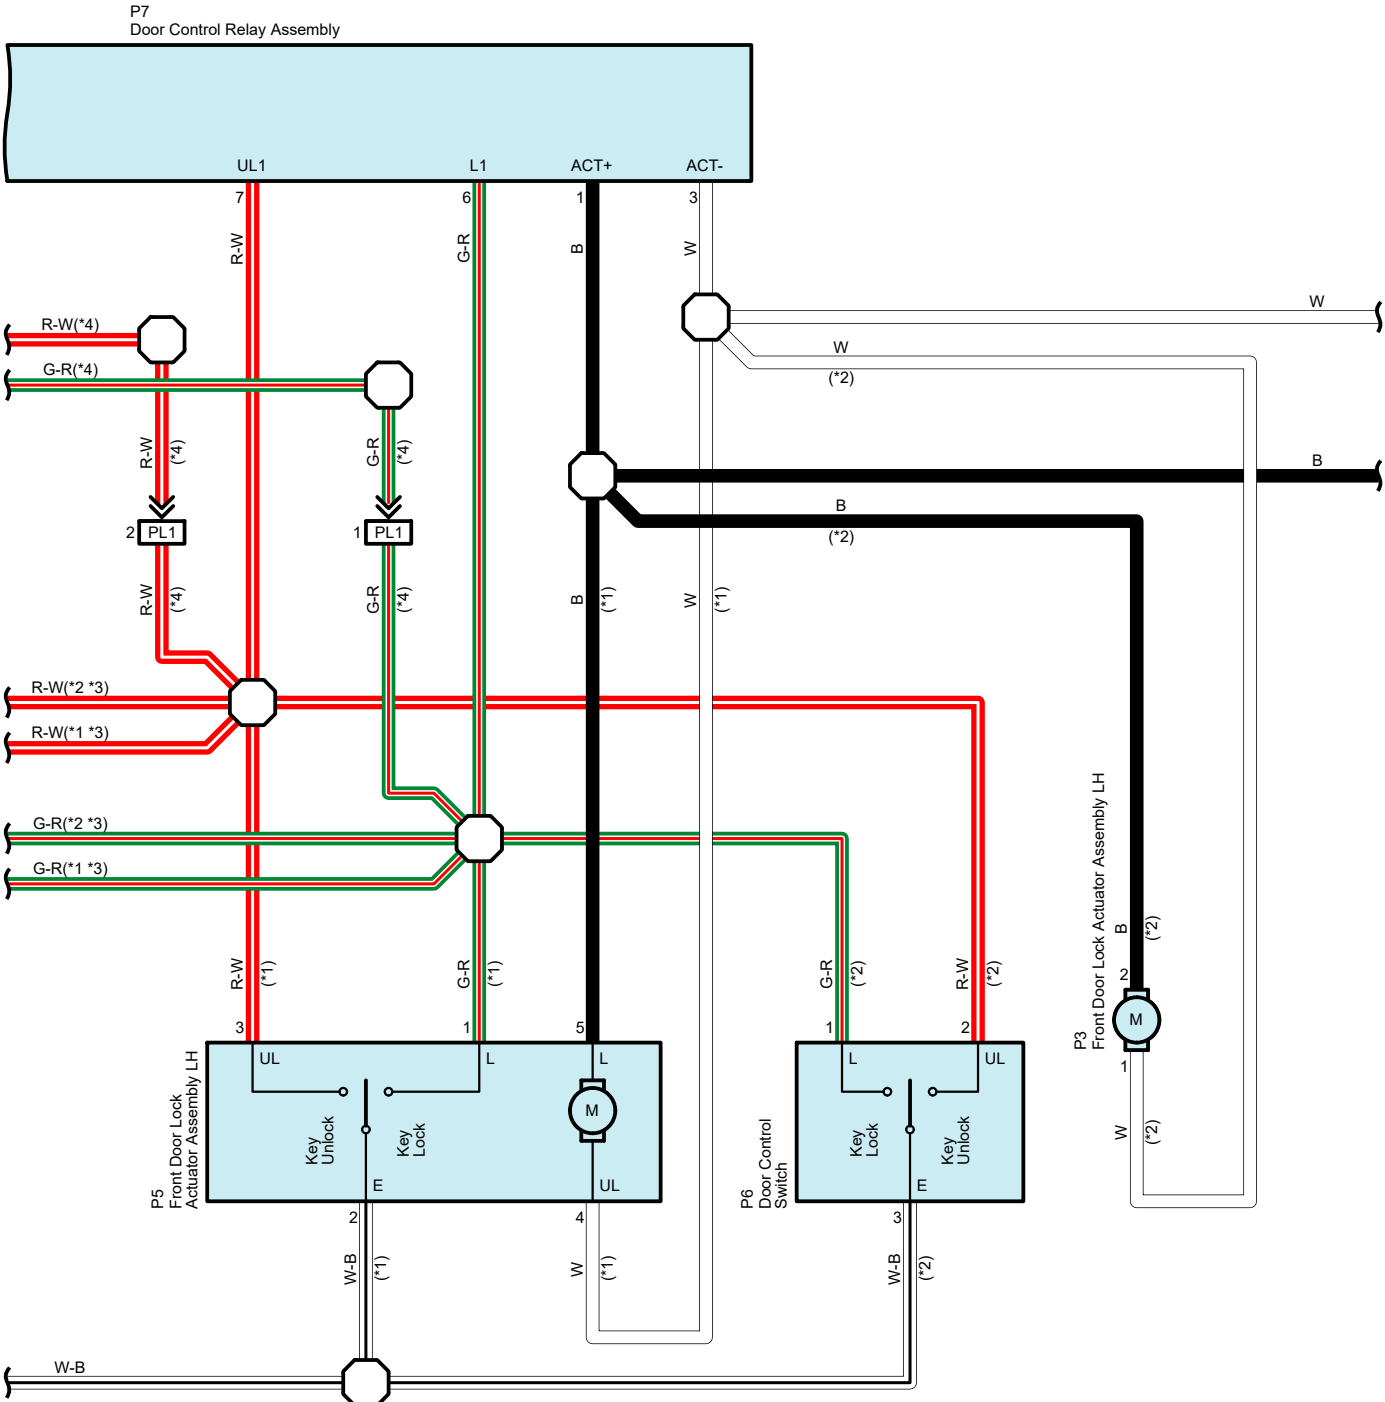 P7
Door Control Relay Assembly
UL1
L1
ACT+
ACT-
7
6
1
3
R-W
G-R
B
W
W
R-W(*4)
W
(*2)
G-R(*4)
R-W
(*4)
G-R
(*4)
B
B
(*2)
2
PL1
1
PL1
R-W
(*4)
G-R
(*4)
B
(*1)
W
(*1)
R-W(*2 *3)
R-W(*1 *3)
G-R(*2 *3)
G-R(*1 *3)
R-W
(*1)
G-R
(*1)
G-R
(*2)
R-W
(*2)
B
(*2)
P3
Front Door Lock Actuator Assembly LH
2
M
1
W
(*2)
3
1
5
1
2
P5
Front Door Lock
Actuator Assembly LH
UL
L
L
Key
Unlock
Key
Lock
M
E
UL
P6
Door Control
Switch
L
UL
Key
Lock
Key
Unlock
E
2
4
3
W-B
(*1)
W
(*1)
W-B
(*2)
W-B